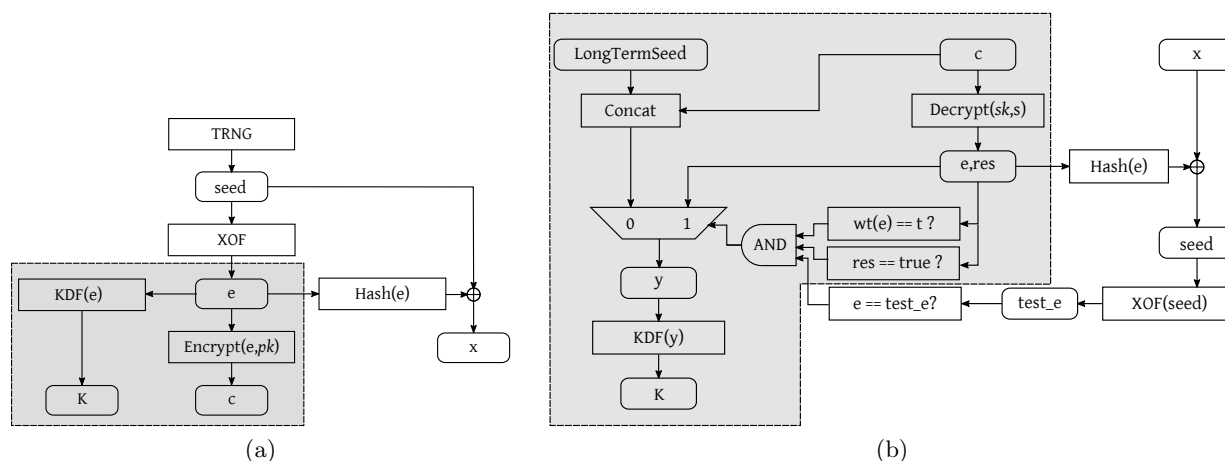 TRNG
seed
XOF
KDF(e)
e
Hash(e)
Encrypt(e,pk)
x
K
c
(a)
LongTermSeed
c
x
Concat
Decrypt(sk,s)
e,res
Hash(e)
0 1
AND
wt(e) == t ?
res == true ?
seed
y
e == test_e?
test_e
XOF(seed)
KDF(y)
K
(b)